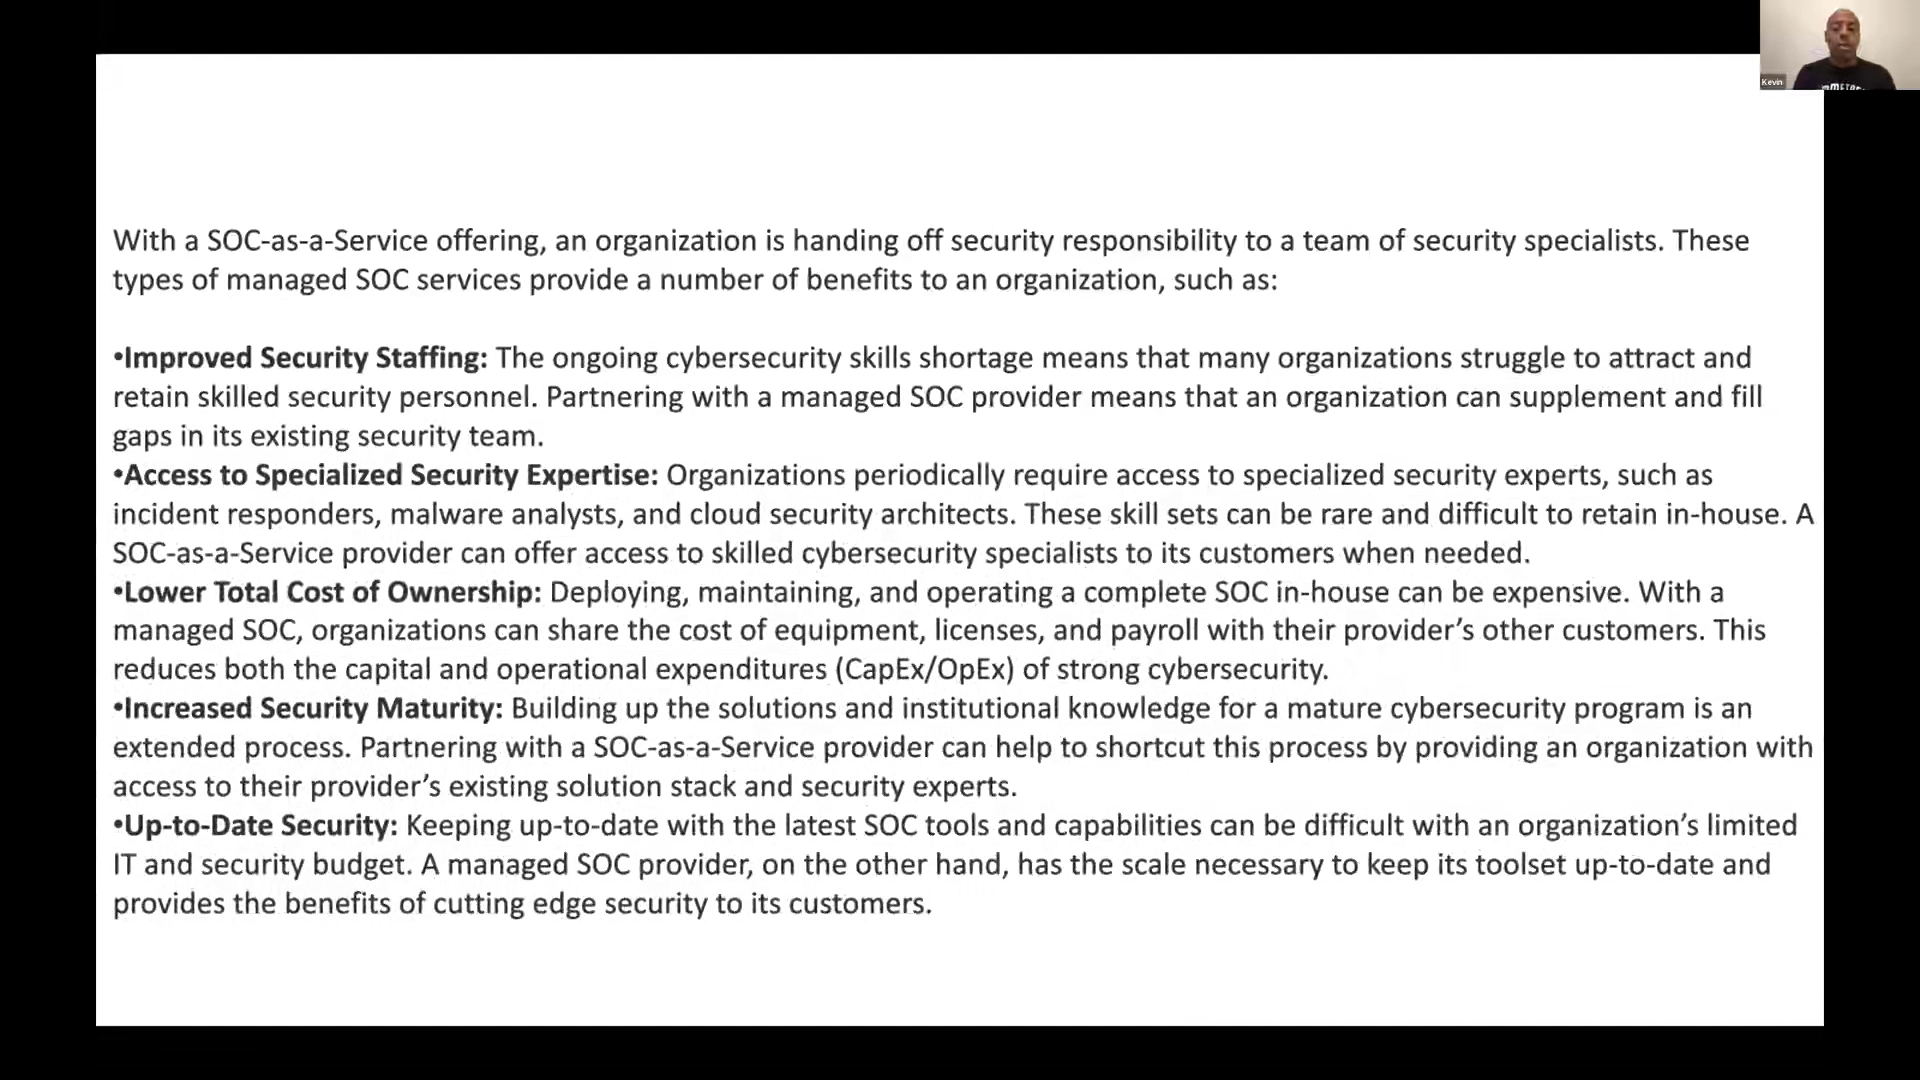 With a SOC-as-a-Service offering, an organization is handing off security responsibility to a team of security specialists. These
types of managed SOC services provide a number of benefits to an organization, such as:
•Improved Security Staffing: The ongoing cybersecurity skills shortage means that many organizations struggle to attract and
retain skilled security personnel. Partnering with a managed SOC provider means that an organization can supplement and fill
gaps in its existing security team.
•Access to Specialized Security Expertise: Organizations periodically require access to specialized security experts, such as
incident responders, malware analysts, and cloud security architects. These skill sets can be rare and difficult to retain in-house. A
SOC-as-a-Service provider can offer access to skilled cybersecurity specialists to its customers when needed.
•Lower Total Cost of Ownership: Deploying, maintaining, and operating a complete SOC in-house can be expensive. With a
managed SOC, organizations can share the cost of equipment, licenses, and payroll with their provider’s other customers. This
reduces both the capital and operational expenditures (CapEx/OpEx) of strong cybersecurity.
•Increased Security Maturity: Building up the solutions and institutional knowledge for a mature cybersecurity program is an
extended process. Partnering with a SOC-as-a-Service provider can help to shortcut this process by providing an organization with
access to their provider’s existing solution stack and security experts.
•Up-to-Date Security: Keeping up-to-date with the latest SOC tools and capabilities can be difficult with an organization’s limited
IT and security budget. A managed SOC provider, on the other hand, has the scale necessary to keep its toolset up-to-date and
provides the benefits of cutting edge security to its customers.
Kevin